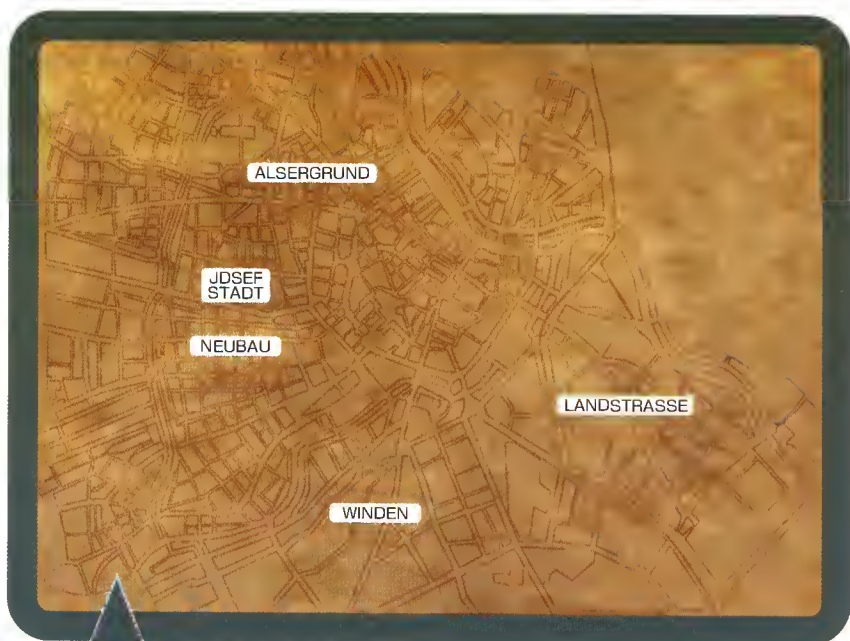 ALSERGRUND
JDSEF
STADT
NEUBAU
LANDSTRASSE
WINDEN